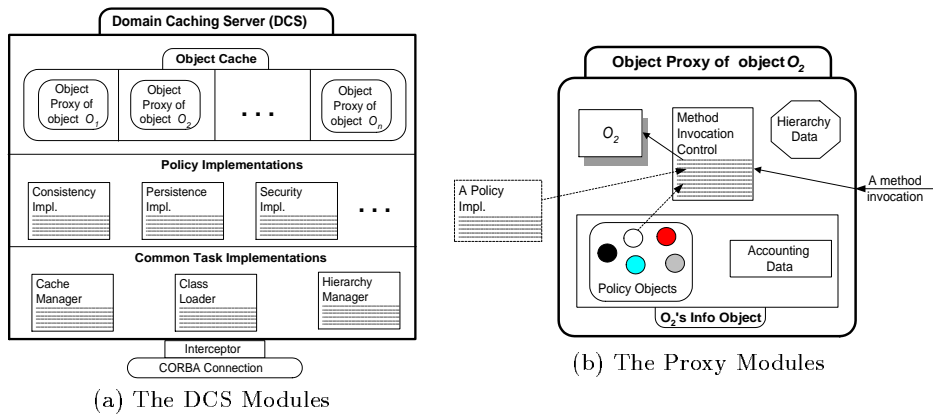 Domain Caching Server (DCS)
Object Cache
Object
Proxy of
object O1
Object
Proxy of
object O2
. . .
Object
Proxy of
object On
Policy Implementations
Consistency
Impl.
Persistence
Impl.
Security
Impl.
. . .
Common Task Implementations
Cache
Manager
Class
Loader
Hierarchy
Manager
Interceptor
CORBA Connection
(a) The DCS Modules
Object Proxy of object O2
O2
Method
Invocation
Control
Hierarchy
Data
A Policy
Impl.
A method
invocation
Policy Objects
Accounting
Data
O2's Info Object
(b) The Proxy Modules